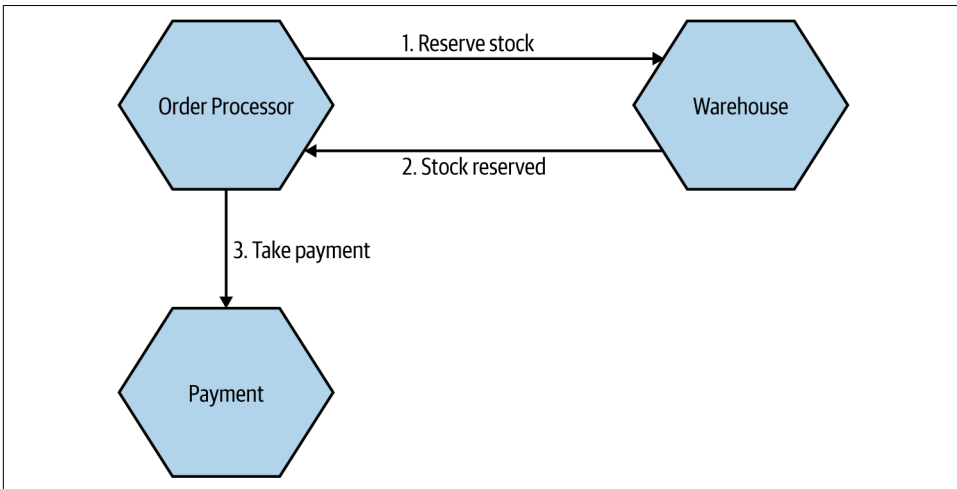 1. Reserve stock
Order Processor
Warehouse
2. Stock reserved
3. Take payment
Payment